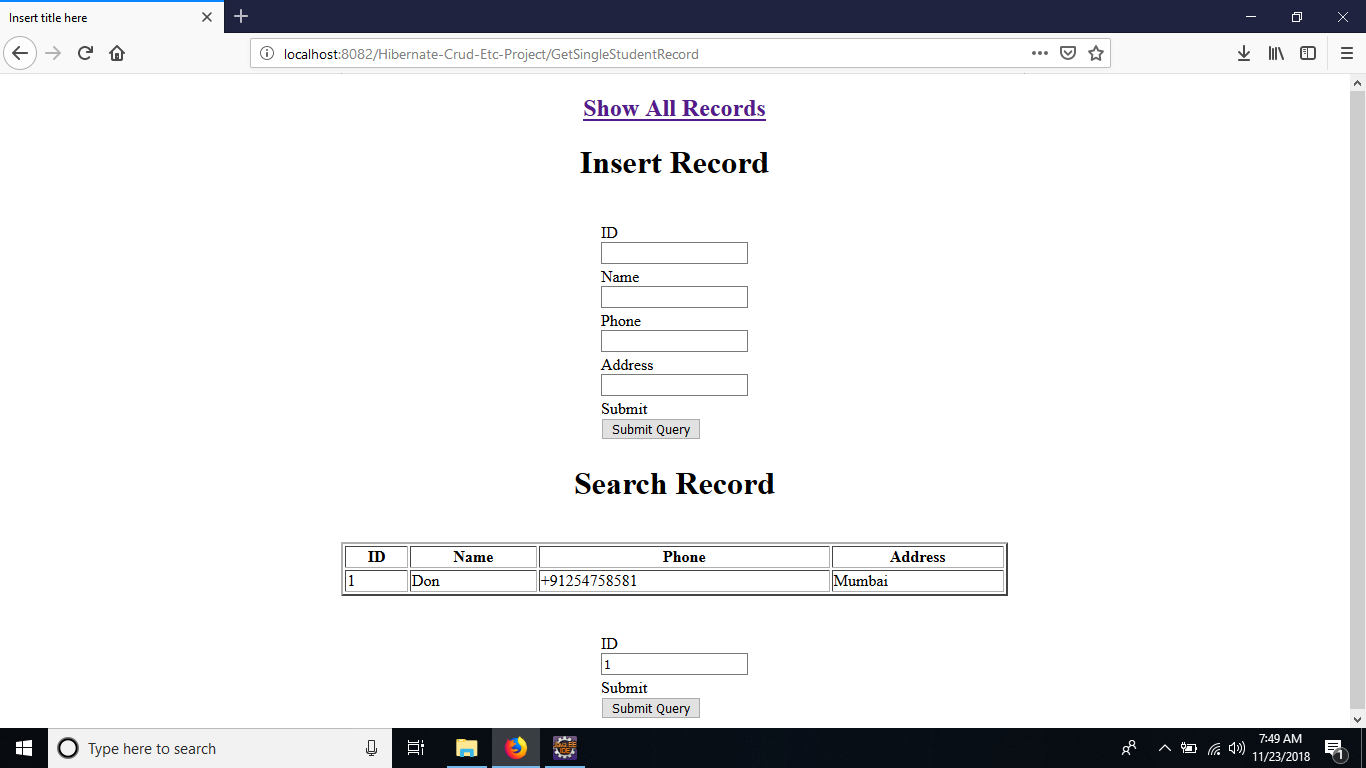 Insert title here
localhost:8082/Hibernate-Crud-Etc-Project/GetSingleStudentRecord
Show All Records
Insert Record
ID
Name
Phone
Address
Submit
Submit Query
Search Record
ID Name Phone Address
1 Don +91254758581 Mumbai
ID
1
Submit
Submit Query
Type here to search
7:49 AM
11/23/2018
1